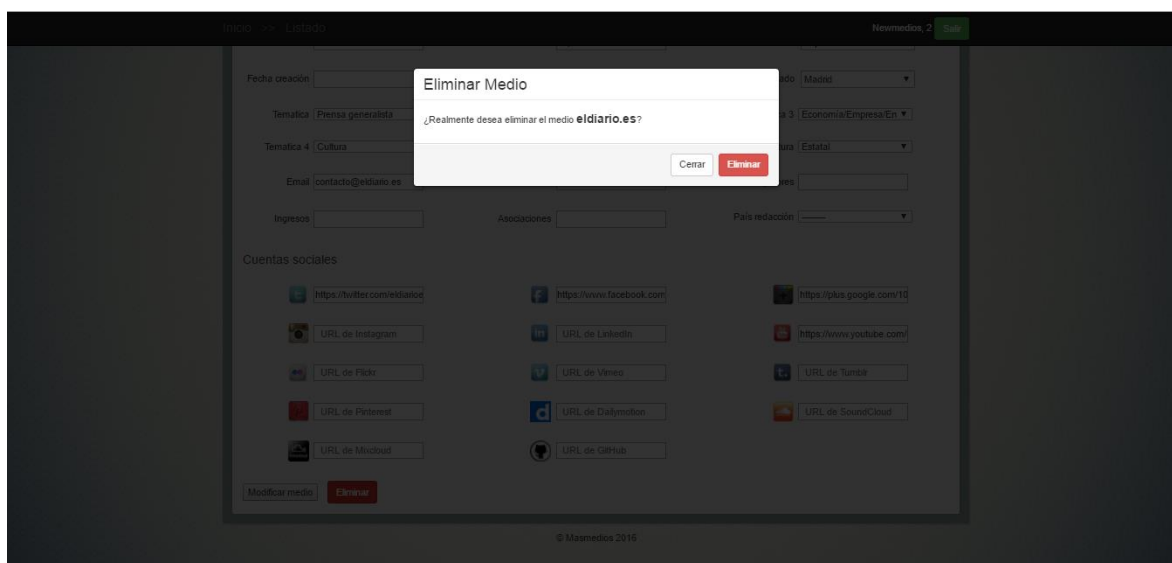 Inicio >> Listado
Newmedios, 2 Salir
Fecha creación
Madrid
Tematica Prensa generalista
3 Economía/Empresa/En
Tematica 4 Cultura
Estatal
Email contacto@eldiario.es
Ingresos
Asociaciones
País redacción --------
Eliminar Medio
¿Realmente desea eliminar el medio eldiario.es?
Cerrar Eliminar
Cuentas sociales
https://twitter.com/eldiarioe
https://www.facebook.com
https://plus.google.com/10
URL de Instagram
URL de LinkedIn
https://www.youtube.com/
URL de Flickr
URL de Vimeo
URL de Tumblr
URL de Pinterest
URL de Dailymotion
URL de SoundCloud
URL de Mixcloud
URL de GitHub
Modificar medio Eliminar
© Masmedios 2016